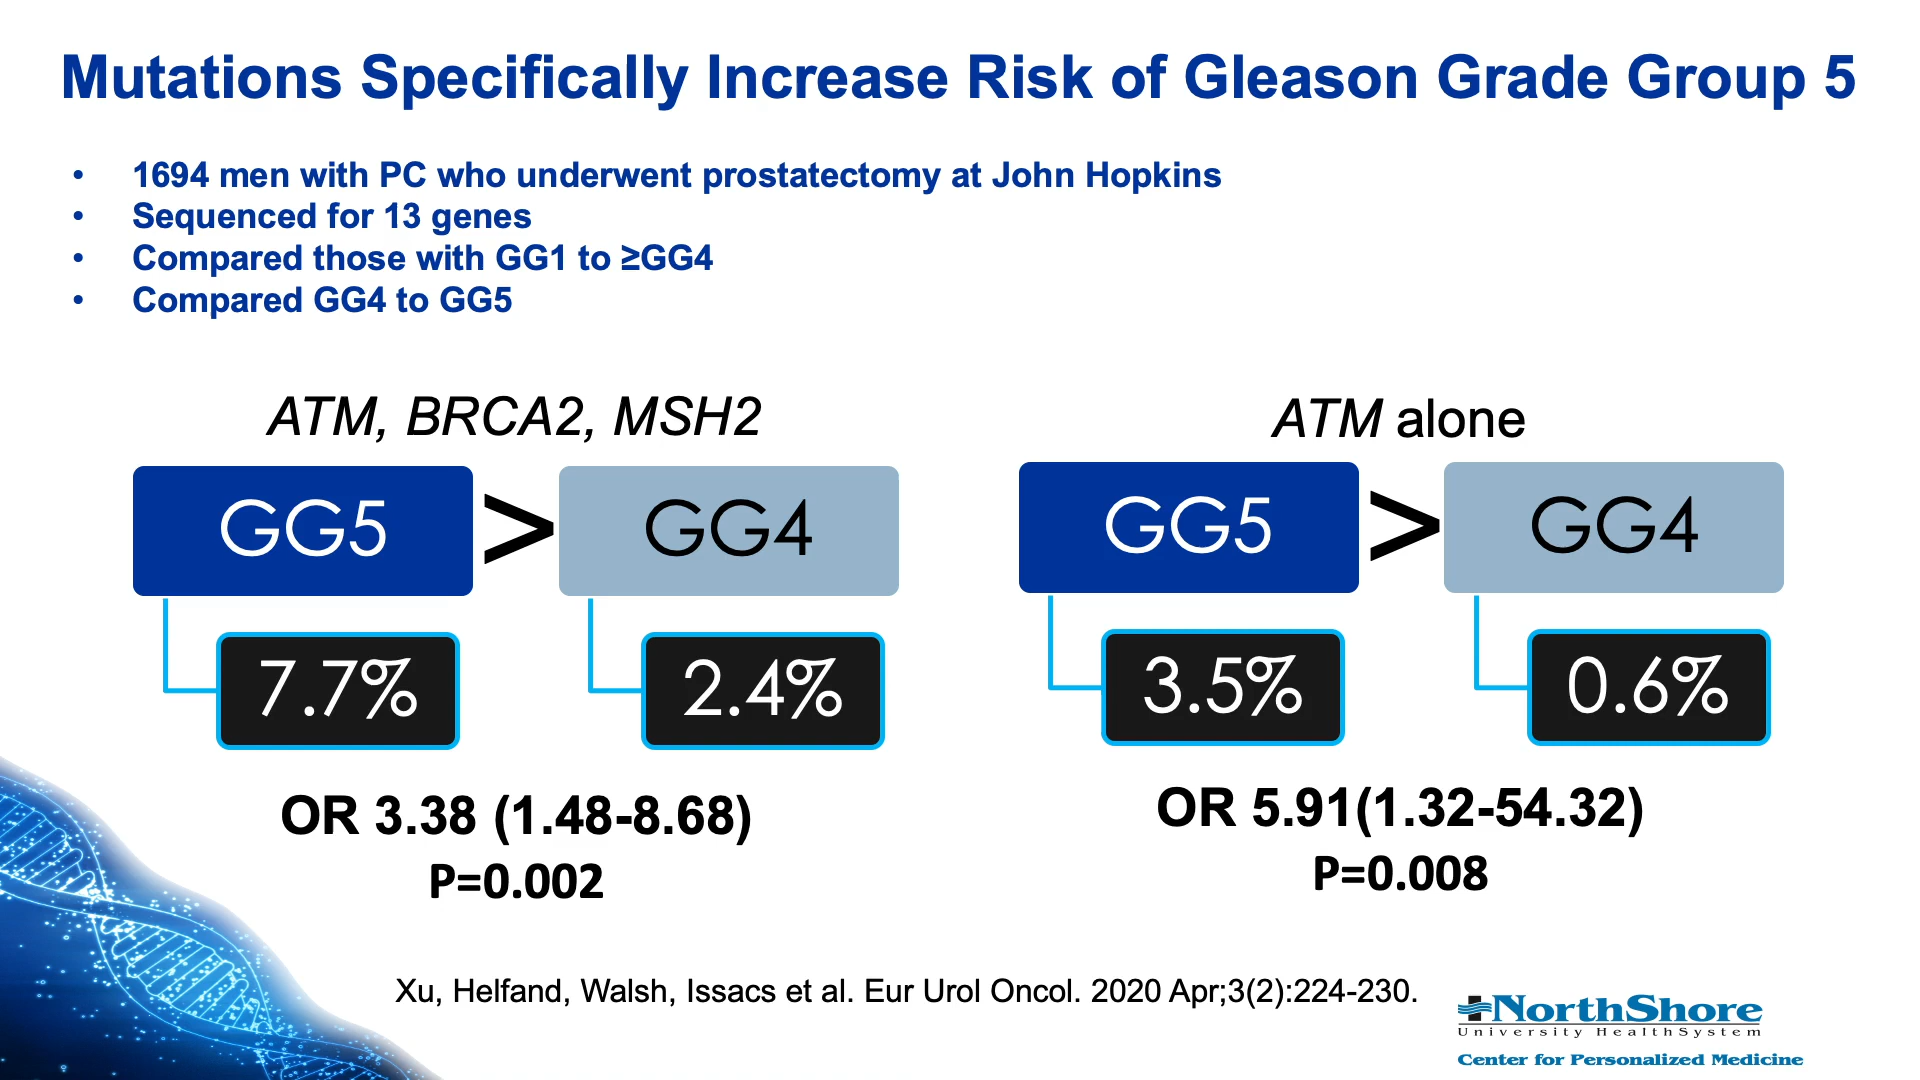 Mutations Specifically Increase Risk of Gleason Grade Group 5
• 1694 men with PC who underwent prostatectomy at John Hopkins
• Sequenced for 13 genes
• Compared those with GG1 to ≥GG4
• Compared GG4 to GG5
ATM, BRCA2, MSH2
GG5 > GG4
7.7% 2.4%
OR 3.38 (1.48-8.68)
P=0.002
ATM alone
GG5 > GG4
3.5% 0.6%
OR 5.91(1.32-54.32)
P=0.008
Xu, Helfand, Walsh, Issacs et al. Eur Urol Oncol. 2020 Apr;3(2):224-230.
NorthShore
University HealthSystem
Center for Personalized Medicine